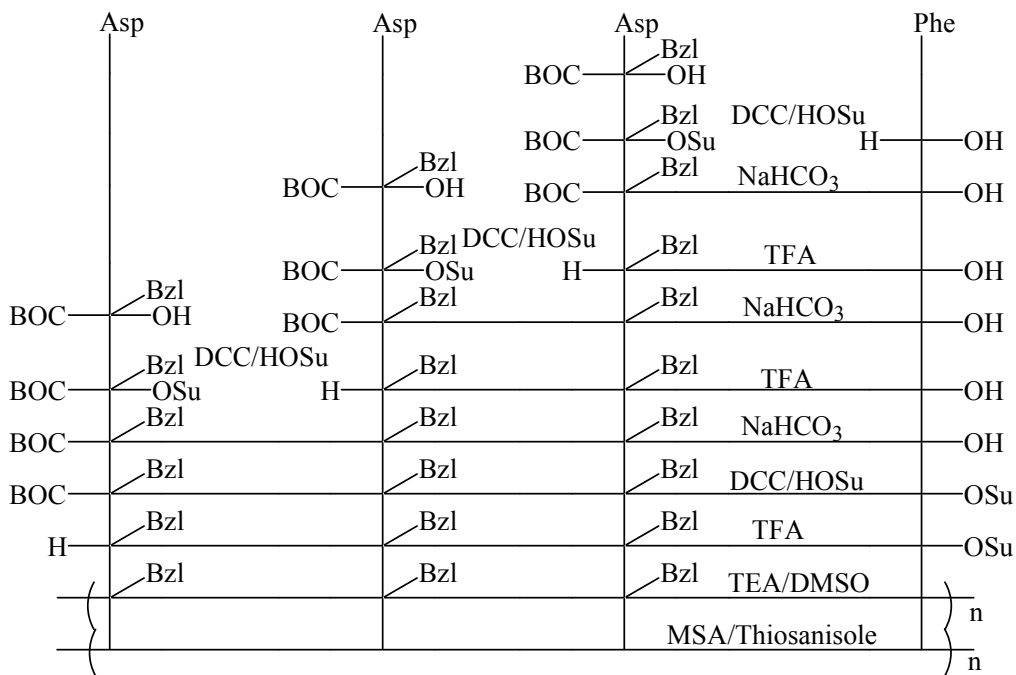 Asp Asp Asp Phe
Bzl
BOC OH
Bzl DCC/HOSu
BOC OSu H OH
Bzl Bzl NaHCO3
BOC OH BOC OH
Bzl DCC/HOSu Bzl TFA
BOC OSu H OH
Bzl Bzl Bzl NaHCO3
BOC OH BOC OH
Bzl DCC/HOSu Bzl Bzl TFA
BOC OSu H OH
Bzl Bzl Bzl NaHCO3
BOC OH
Bzl Bzl Bzl DCC/HOSu
BOC OSu
Bzl Bzl Bzl TFA
H OSu
Bzl Bzl Bzl TEA/DMSO
n
MSA/Thiosanisole
n